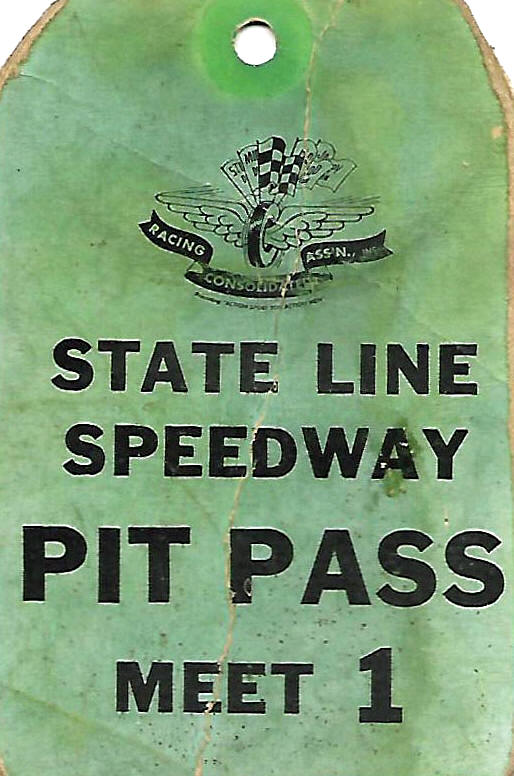 RACING
CONSOLIDATED
ASS'N., INC.
STATE LINE
SPEEDWAY
PIT PASS
MEET 1